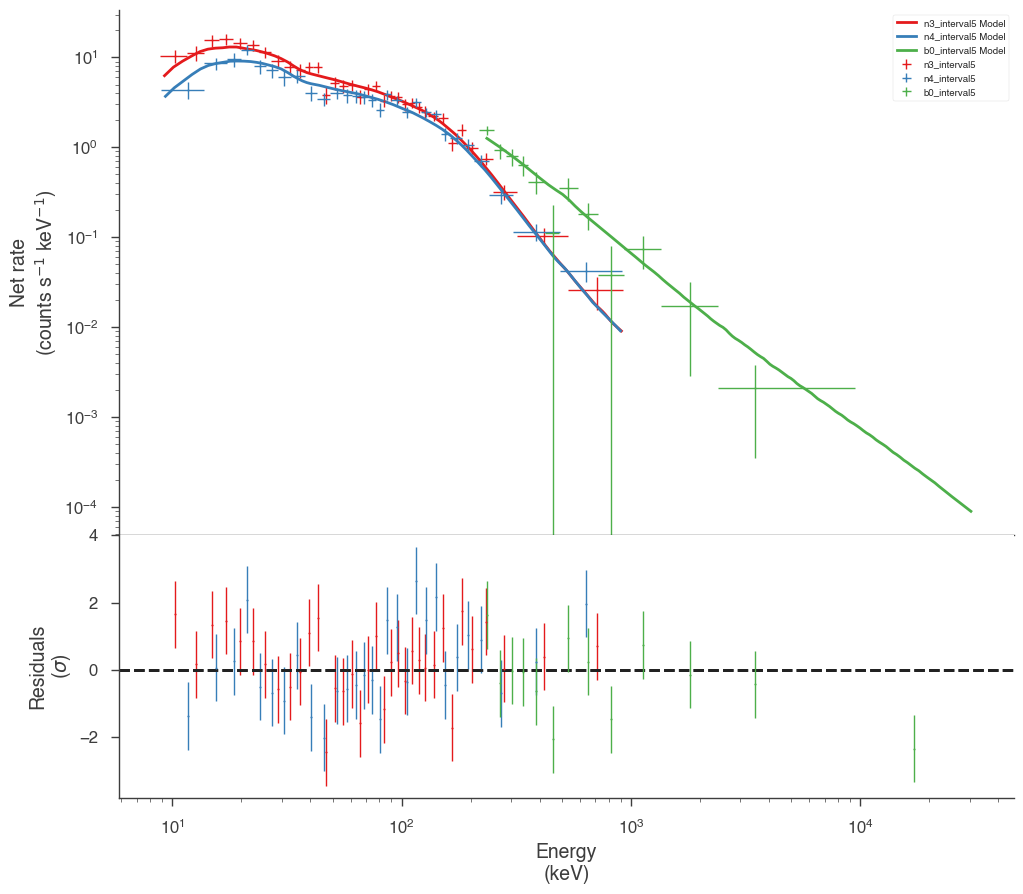 n3_interval5 Model
n4_interval5 Model
b0_interval5 Model
n3_interval5
n4_interval5
b0_interval5
10^1
10^0
10^−1
10^−2
10^−3
10^−4
Net rate
(counts s^−1 keV^−1)
4
2
0
−2
Residuals
(σ)
10^1 10^2 10^3 10^4
Energy
(keV)